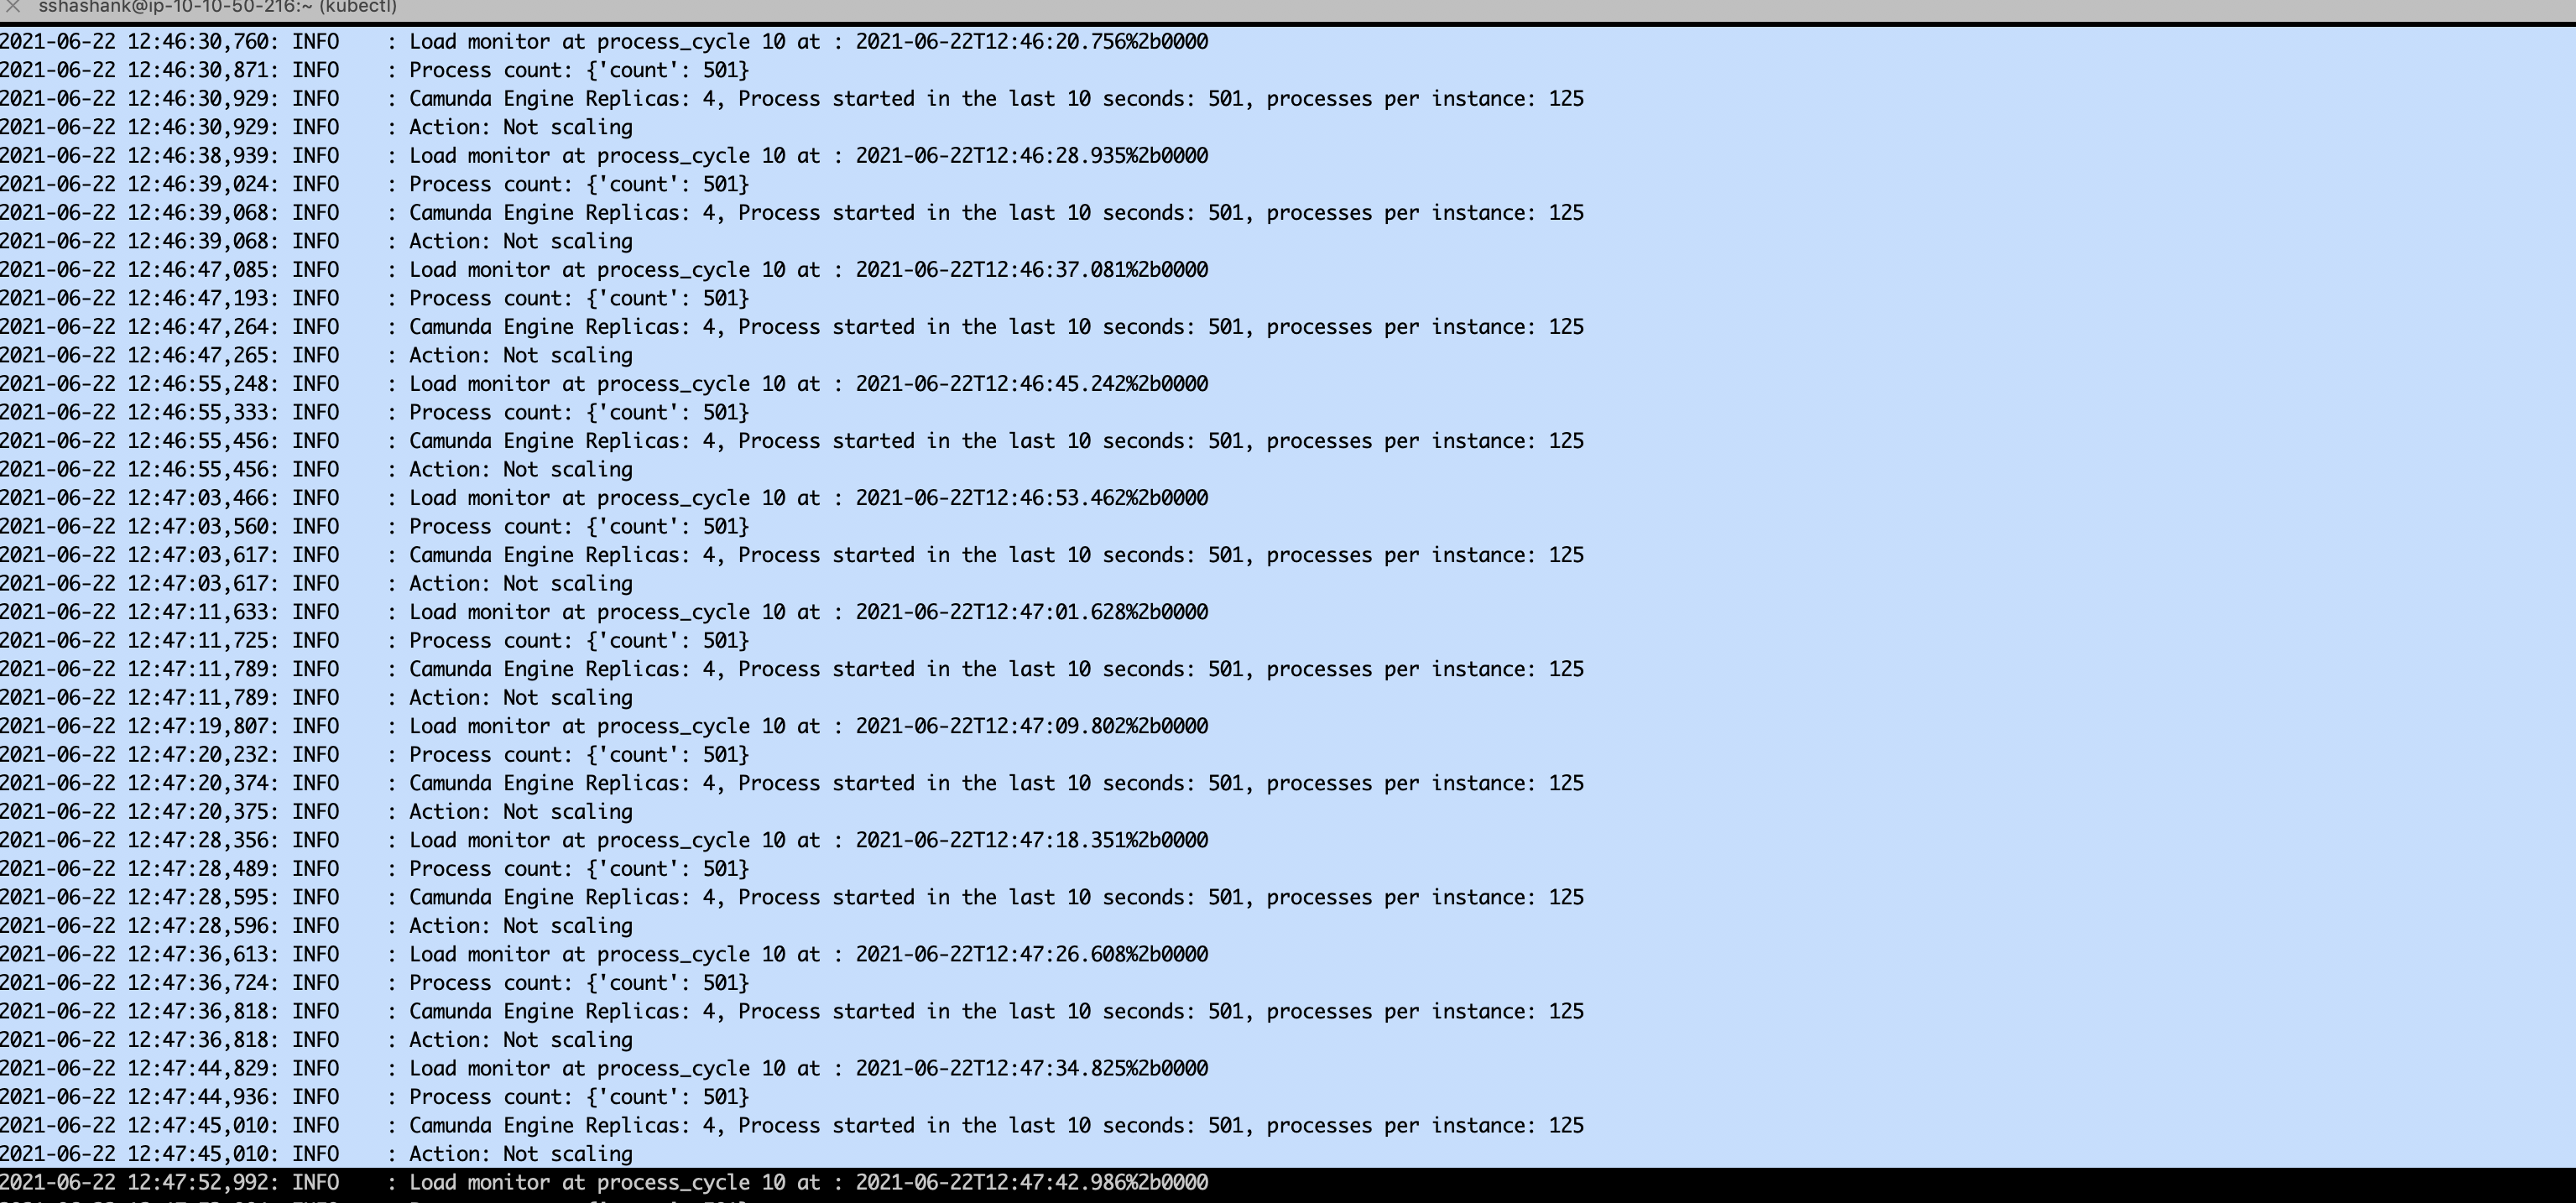 sshashank@ip-10-10-50-216:~ (kubectl)
2021-06-22 12:46:30,760: INFO    : Load monitor at process_cycle 10 at : 2021-06-22T12:46:20.756%2b0000
2021-06-22 12:46:30,871: INFO    : Process count: {'count': 501}
2021-06-22 12:46:30,929: INFO    : Camunda Engine Replicas: 4, Process started in the last 10 seconds: 501, processes per instance: 125
2021-06-22 12:46:30,929: INFO    : Action: Not scaling
2021-06-22 12:46:38,939: INFO    : Load monitor at process_cycle 10 at : 2021-06-22T12:46:28.935%2b0000
2021-06-22 12:46:39,024: INFO    : Process count: {'count': 501}
2021-06-22 12:46:39,068: INFO    : Camunda Engine Replicas: 4, Process started in the last 10 seconds: 501, processes per instance: 125
2021-06-22 12:46:39,068: INFO    : Action: Not scaling
2021-06-22 12:46:47,085: INFO    : Load monitor at process_cycle 10 at : 2021-06-22T12:46:37.081%2b0000
2021-06-22 12:46:47,193: INFO    : Process count: {'count': 501}
2021-06-22 12:46:47,264: INFO    : Camunda Engine Replicas: 4, Process started in the last 10 seconds: 501, processes per instance: 125
2021-06-22 12:46:47,265: INFO    : Action: Not scaling
2021-06-22 12:46:55,248: INFO    : Load monitor at process_cycle 10 at : 2021-06-22T12:46:45.242%2b0000
2021-06-22 12:46:55,333: INFO    : Process count: {'count': 501}
2021-06-22 12:46:55,456: INFO    : Camunda Engine Replicas: 4, Process started in the last 10 seconds: 501, processes per instance: 125
2021-06-22 12:46:55,456: INFO    : Action: Not scaling
2021-06-22 12:47:03,466: INFO    : Load monitor at process_cycle 10 at : 2021-06-22T12:46:53.462%2b0000
2021-06-22 12:47:03,560: INFO    : Process count: {'count': 501}
2021-06-22 12:47:03,617: INFO    : Camunda Engine Replicas: 4, Process started in the last 10 seconds: 501, processes per instance: 125
2021-06-22 12:47:03,617: INFO    : Action: Not scaling
2021-06-22 12:47:11,633: INFO    : Load monitor at process_cycle 10 at : 2021-06-22T12:47:01.628%2b0000
2021-06-22 12:47:11,725: INFO    : Process count: {'count': 501}
2021-06-22 12:47:11,789: INFO    : Camunda Engine Replicas: 4, Process started in the last 10 seconds: 501, processes per instance: 125
2021-06-22 12:47:11,789: INFO    : Action: Not scaling
2021-06-22 12:47:19,807: INFO    : Load monitor at process_cycle 10 at : 2021-06-22T12:47:09.802%2b0000
2021-06-22 12:47:20,232: INFO    : Process count: {'count': 501}
2021-06-22 12:47:20,374: INFO    : Camunda Engine Replicas: 4, Process started in the last 10 seconds: 501, processes per instance: 125
2021-06-22 12:47:20,375: INFO    : Action: Not scaling
2021-06-22 12:47:28,356: INFO    : Load monitor at process_cycle 10 at : 2021-06-22T12:47:18.351%2b0000
2021-06-22 12:47:28,489: INFO    : Process count: {'count': 501}
2021-06-22 12:47:28,595: INFO    : Camunda Engine Replicas: 4, Process started in the last 10 seconds: 501, processes per instance: 125
2021-06-22 12:47:28,596: INFO    : Action: Not scaling
2021-06-22 12:47:36,613: INFO    : Load monitor at process_cycle 10 at : 2021-06-22T12:47:26.608%2b0000
2021-06-22 12:47:36,724: INFO    : Process count: {'count': 501}
2021-06-22 12:47:36,818: INFO    : Camunda Engine Replicas: 4, Process started in the last 10 seconds: 501, processes per instance: 125
2021-06-22 12:47:36,818: INFO    : Action: Not scaling
2021-06-22 12:47:44,829: INFO    : Load monitor at process_cycle 10 at : 2021-06-22T12:47:34.825%2b0000
2021-06-22 12:47:44,936: INFO    : Process count: {'count': 501}
2021-06-22 12:47:45,010: INFO    : Camunda Engine Replicas: 4, Process started in the last 10 seconds: 501, processes per instance: 125
2021-06-22 12:47:45,010: INFO    : Action: Not scaling
2021-06-22 12:47:52,992: INFO    : Load monitor at process_cycle 10 at : 2021-06-22T12:47:42.986%2b0000